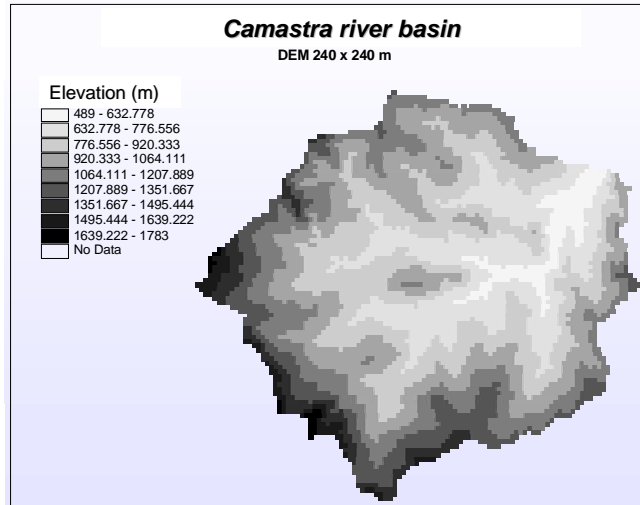 Camastra river basin
DEM 240 x 240 m
Elevation (m)
489 - 632.778
632.778 - 776.556
776.556 - 920.333
920.333 - 1064.111
1064.111 - 1207.889
1207.889 - 1351.667
1351.667 - 1495.444
1495.444 - 1639.222
1639.222 - 1783
No Data